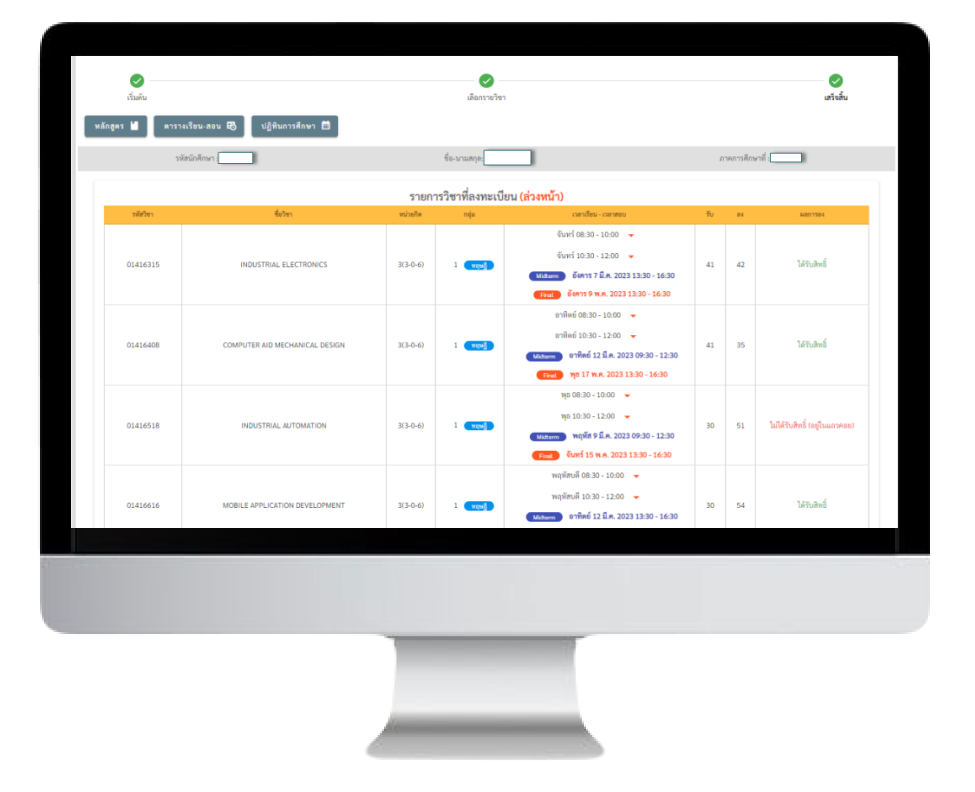 เริ่มต้น
เลือกรายวิชา
เสร็จสิ้น
หลักสูตร
ตารางเรียน-สอน
ปฏิทินการศึกษา
รหัสนักศึกษา :
ชื่อ-นามสกุล:
ภาคการศึกษาที่ :
รายการวิชาที่ลงทะเบียน (ล่วงหน้า)
รหัสวิชา ชื่อวิชา หน่วยกิต กลุ่ม เวลาเรียน - เวลาสอบ รับ ลง ผลการลง
จันทร์ 08:30 - 10:00
จันทร์ 10:30 - 12:00
01416315 INDUSTRIAL ELECTRONICS 3(3-0-6) 1 ทฤษฎี 41 42 ได้รับสิทธิ์
Midterm อังคาร 7 มี.ค. 2023 13:30 - 16:30
Final อังคาร 9 พ.ค. 2023 13:30 - 16:30
อาทิตย์ 08:30 - 10:00
อาทิตย์ 10:30 - 12:00
01416408 COMPUTER AID MECHANICAL DESIGN 3(3-0-6) 1 ทฤษฎี 41 35 ได้รับสิทธิ์
Midterm อาทิตย์ 12 มี.ค. 2023 09:30 - 12:30
Final พุธ 17 พ.ค. 2023 13:30 - 16:30
พุธ 08:30 - 10:00
พุธ 10:30 - 12:00
01416518 INDUSTRIAL AUTOMATION 3(3-0-6) 1 ทฤษฎี 30 51 ไม่ได้รับสิทธิ์ (อยู่ในแถวคอย)
Midterm พฤหัส 9 มี.ค. 2023 09:30 - 12:30
Final จันทร์ 15 พ.ค. 2023 13:30 - 16:30
พฤหัสบดี 08:30 - 10:00
พฤหัสบดี 10:30 - 12:00
01416616 MOBILE APPLICATION DEVELOPMENT 3(3-0-6) 1 ทฤษฎี 30 54 ได้รับสิทธิ์
Midterm อาทิตย์ 12 มี.ค. 2023 13:30 - 16:30